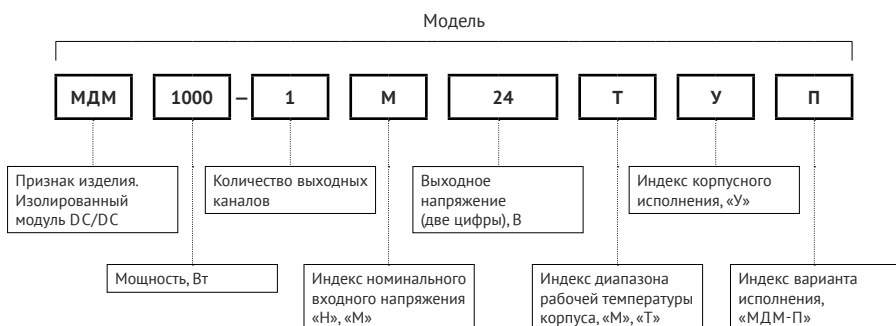 Модель
МДМ 1000 – 1 М 24 Т У П
Признак изделия.
Изолированный
модуль DC/DC
Количество выходных
каналов
Выходное
напряжение
(две цифры), В
Индекс корпусного
исполнения, «У»
Мощность, Вт
Индекс номинального
входного напряжения
«Н», «М»
Индекс диапазона
рабочей температуры
корпуса, «М», «Т»
Индекс варианта
исполнения,
«МДМ-П»